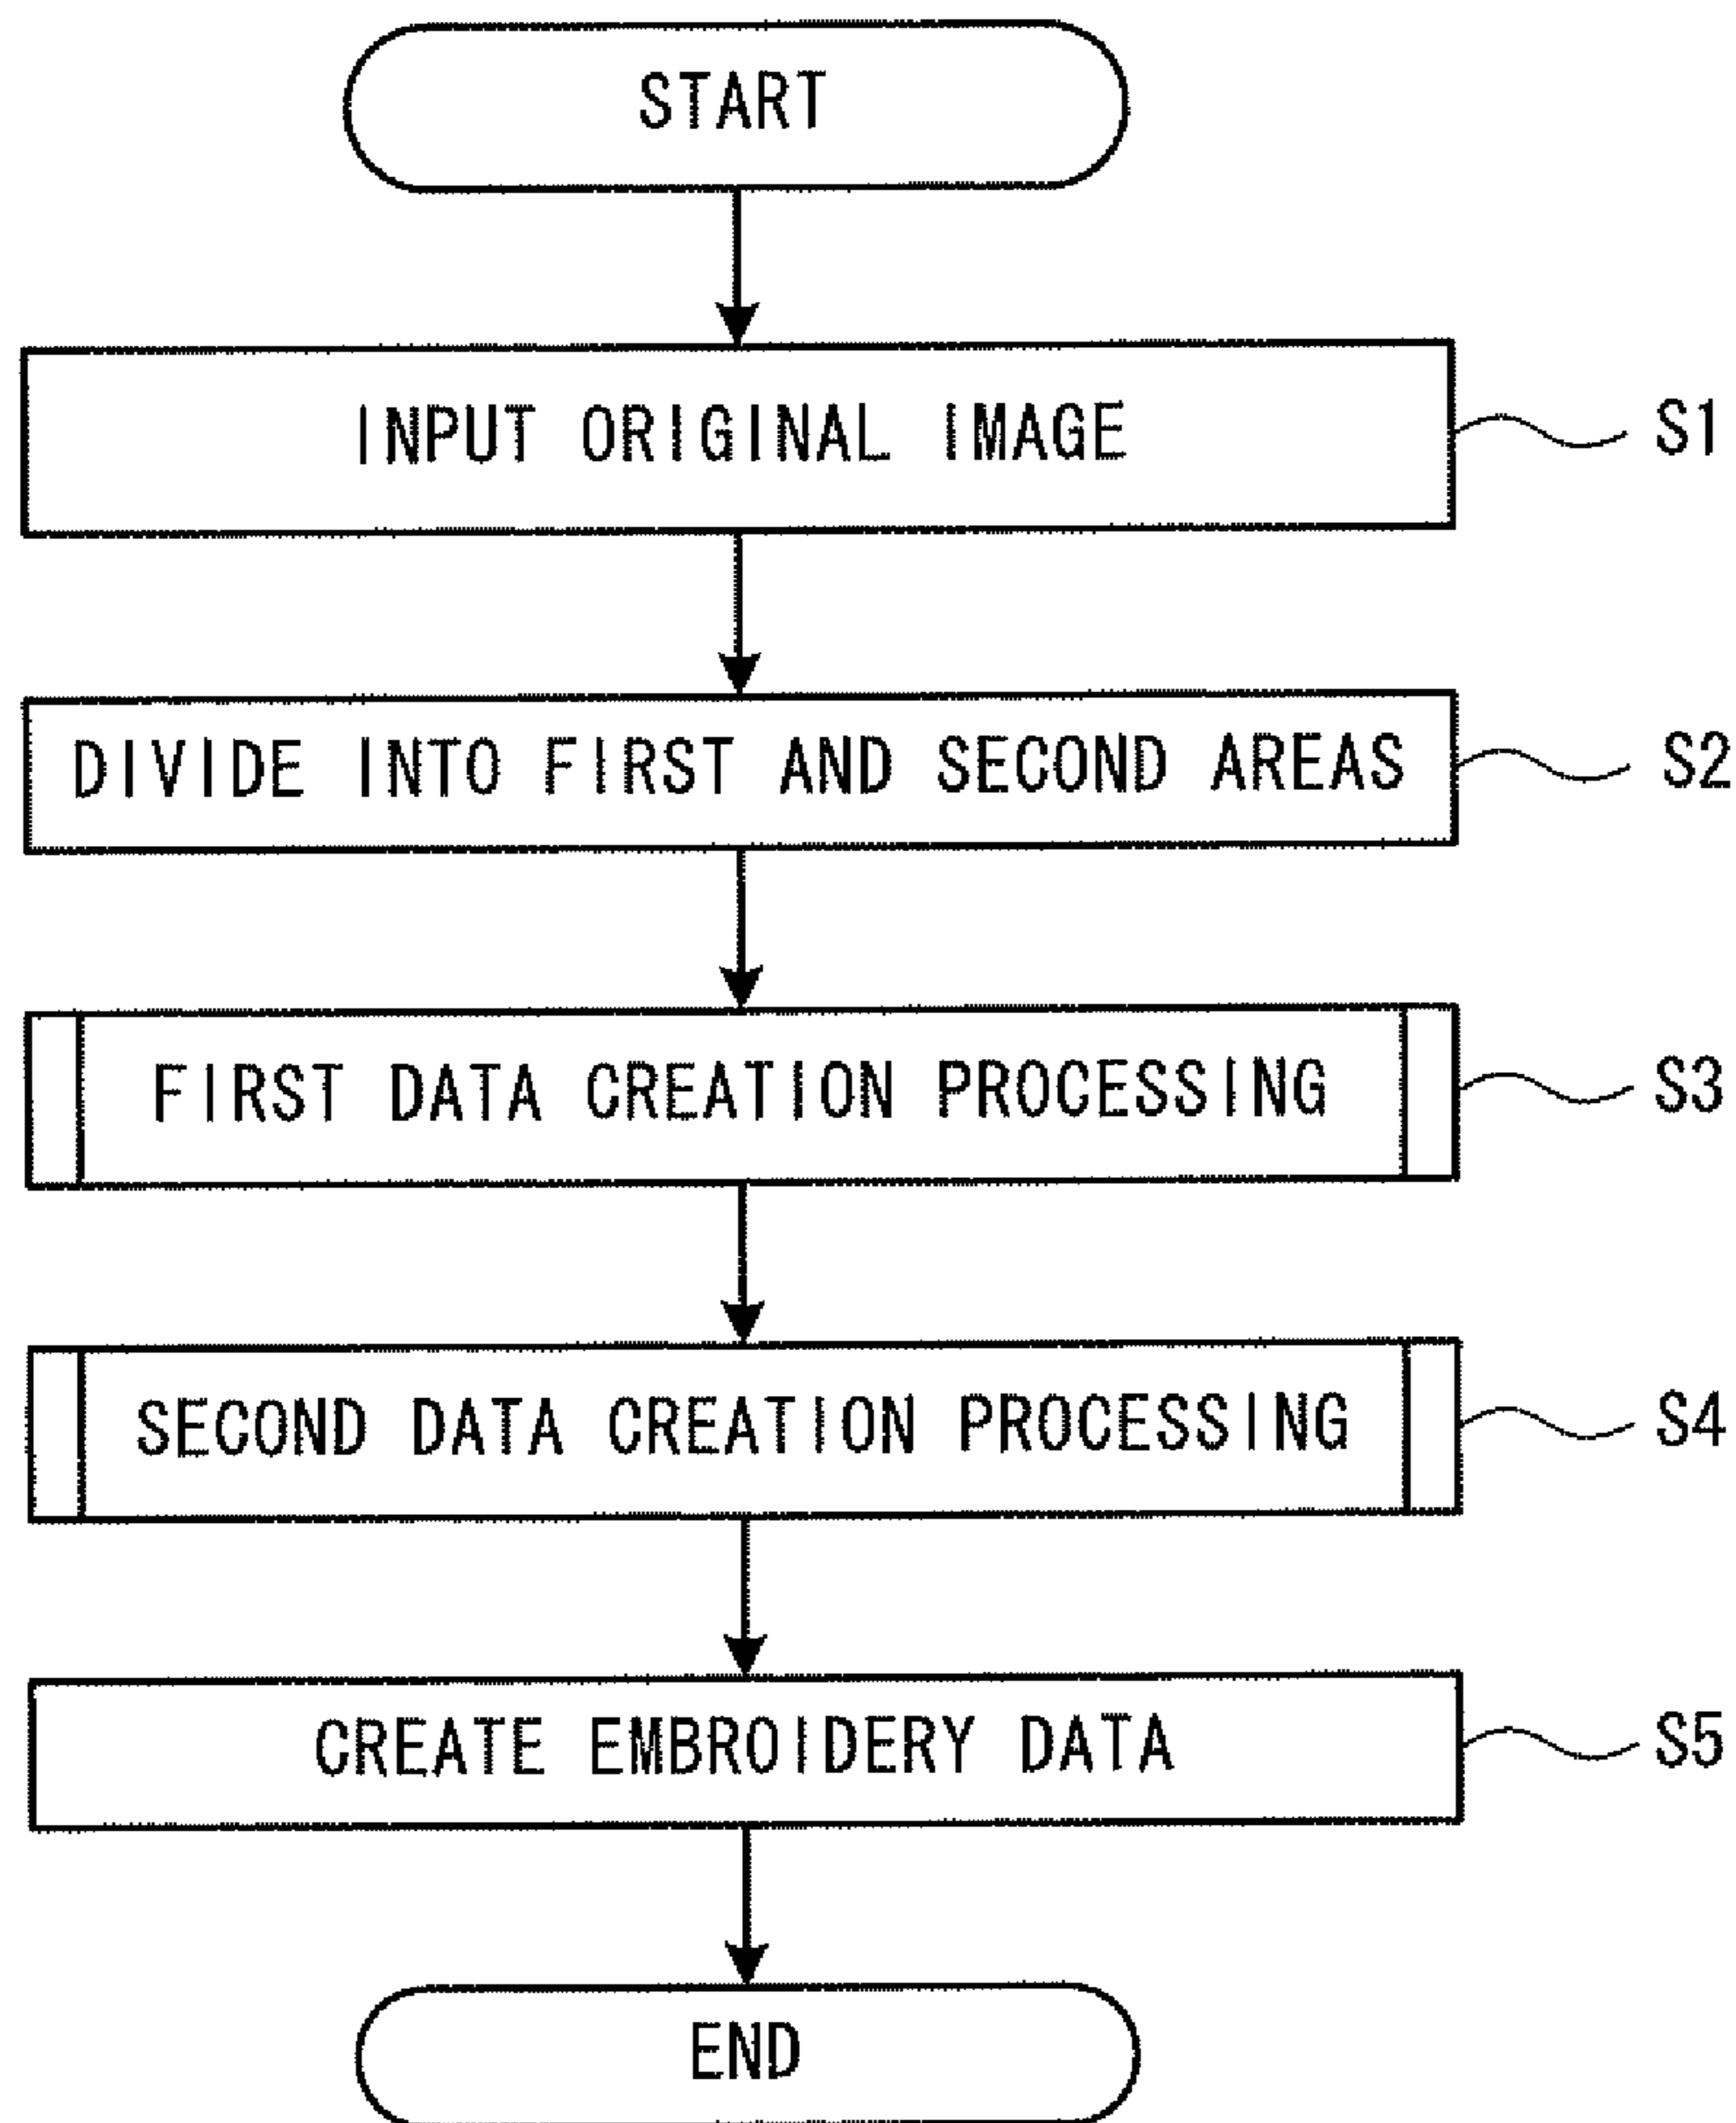 START
INPUT ORIGINAL IMAGE S1
DIVIDE INTO FIRST AND SECOND AREAS S2
FIRST DATA CREATION PROCESSING S3
SECOND DATA CREATION PROCESSING S4
CREATE EMBROIDERY DATA S5
END